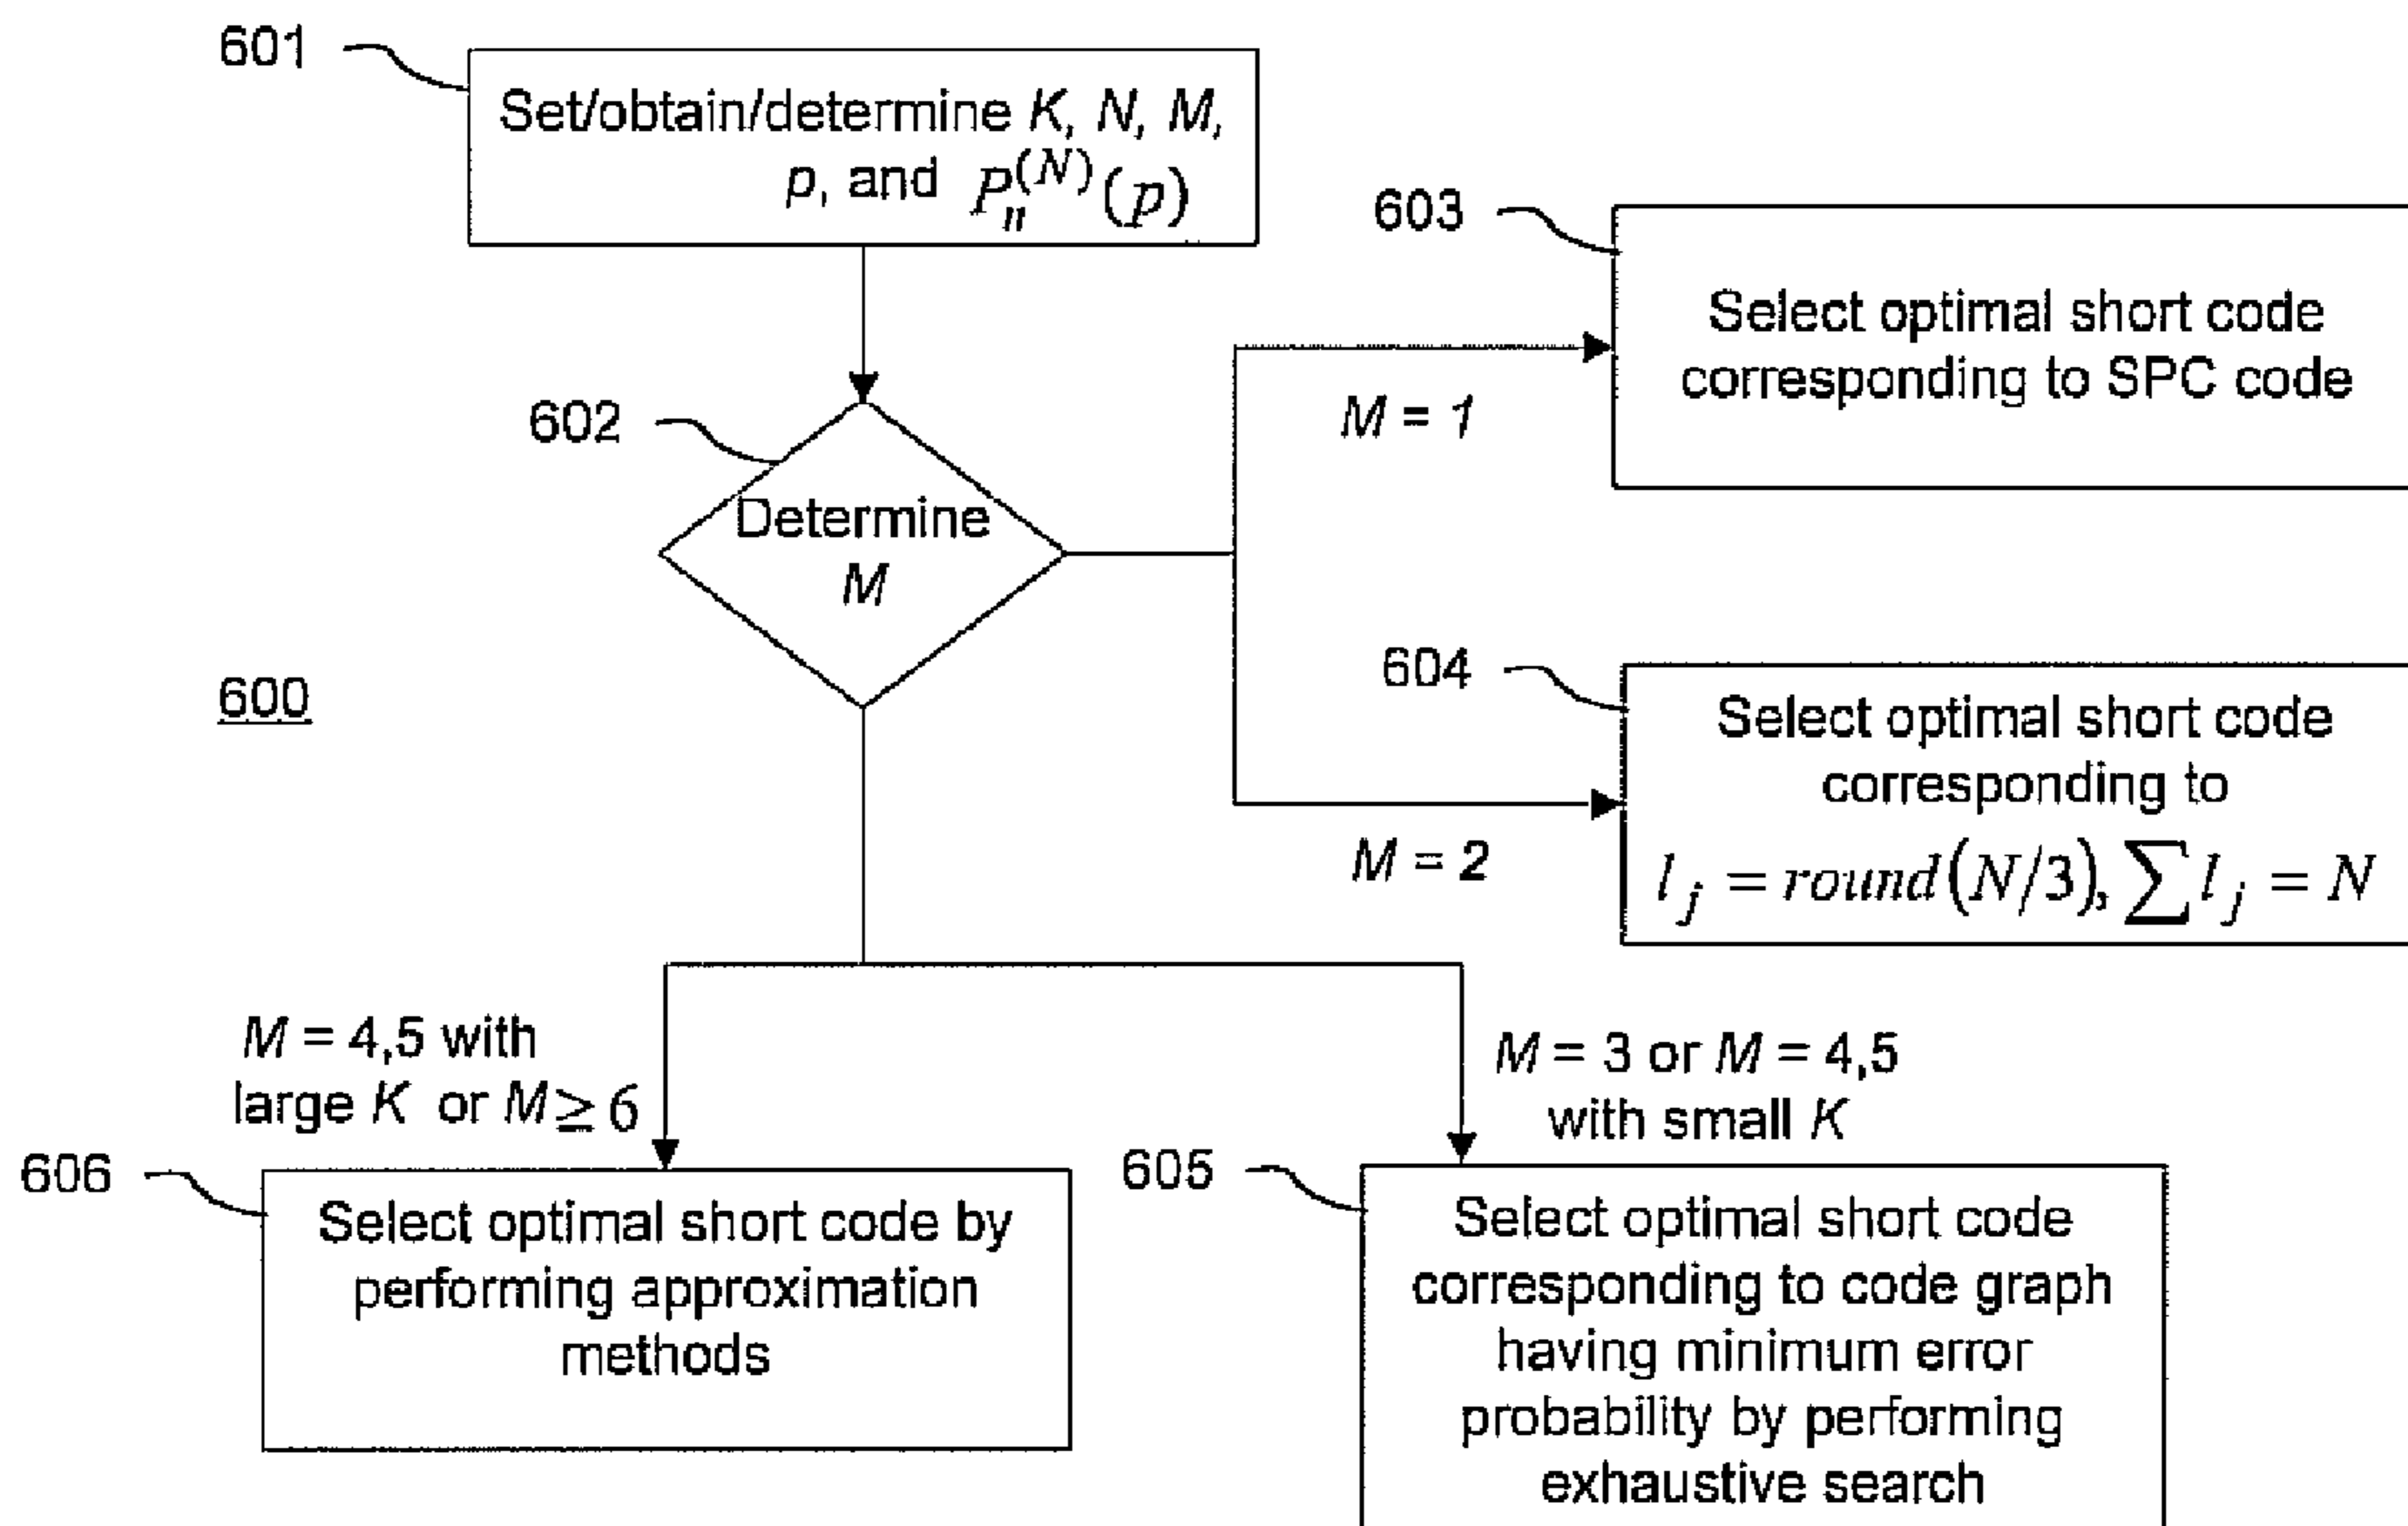 601
Set/obtain/determine K, N, M,
p, and P_n^{(N)}(p)
603
Select optimal short code
corresponding to SPC code
602
Determine
M
M = 1
600
604
Select optimal short code
corresponding to
l_j = round(N/3), ∑ l_j = N
M = 2
M = 4,5 with
large K or M ≥ 6
M = 3 or M = 4,5
with small K
606
Select optimal short code by
performing approximation
methods
605
Select optimal short code
corresponding to code graph
having minimum error
probability by performing
exhaustive search